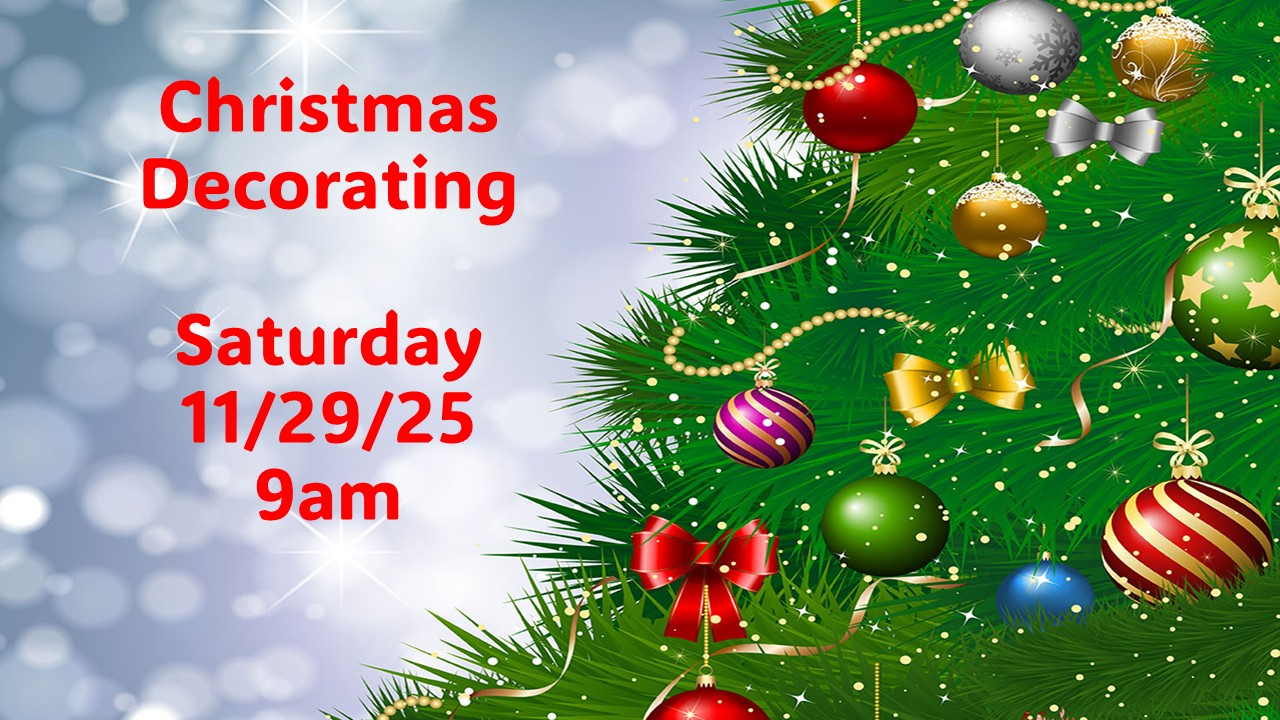 Christmas
Decorating
Saturday
11/29/25
9am